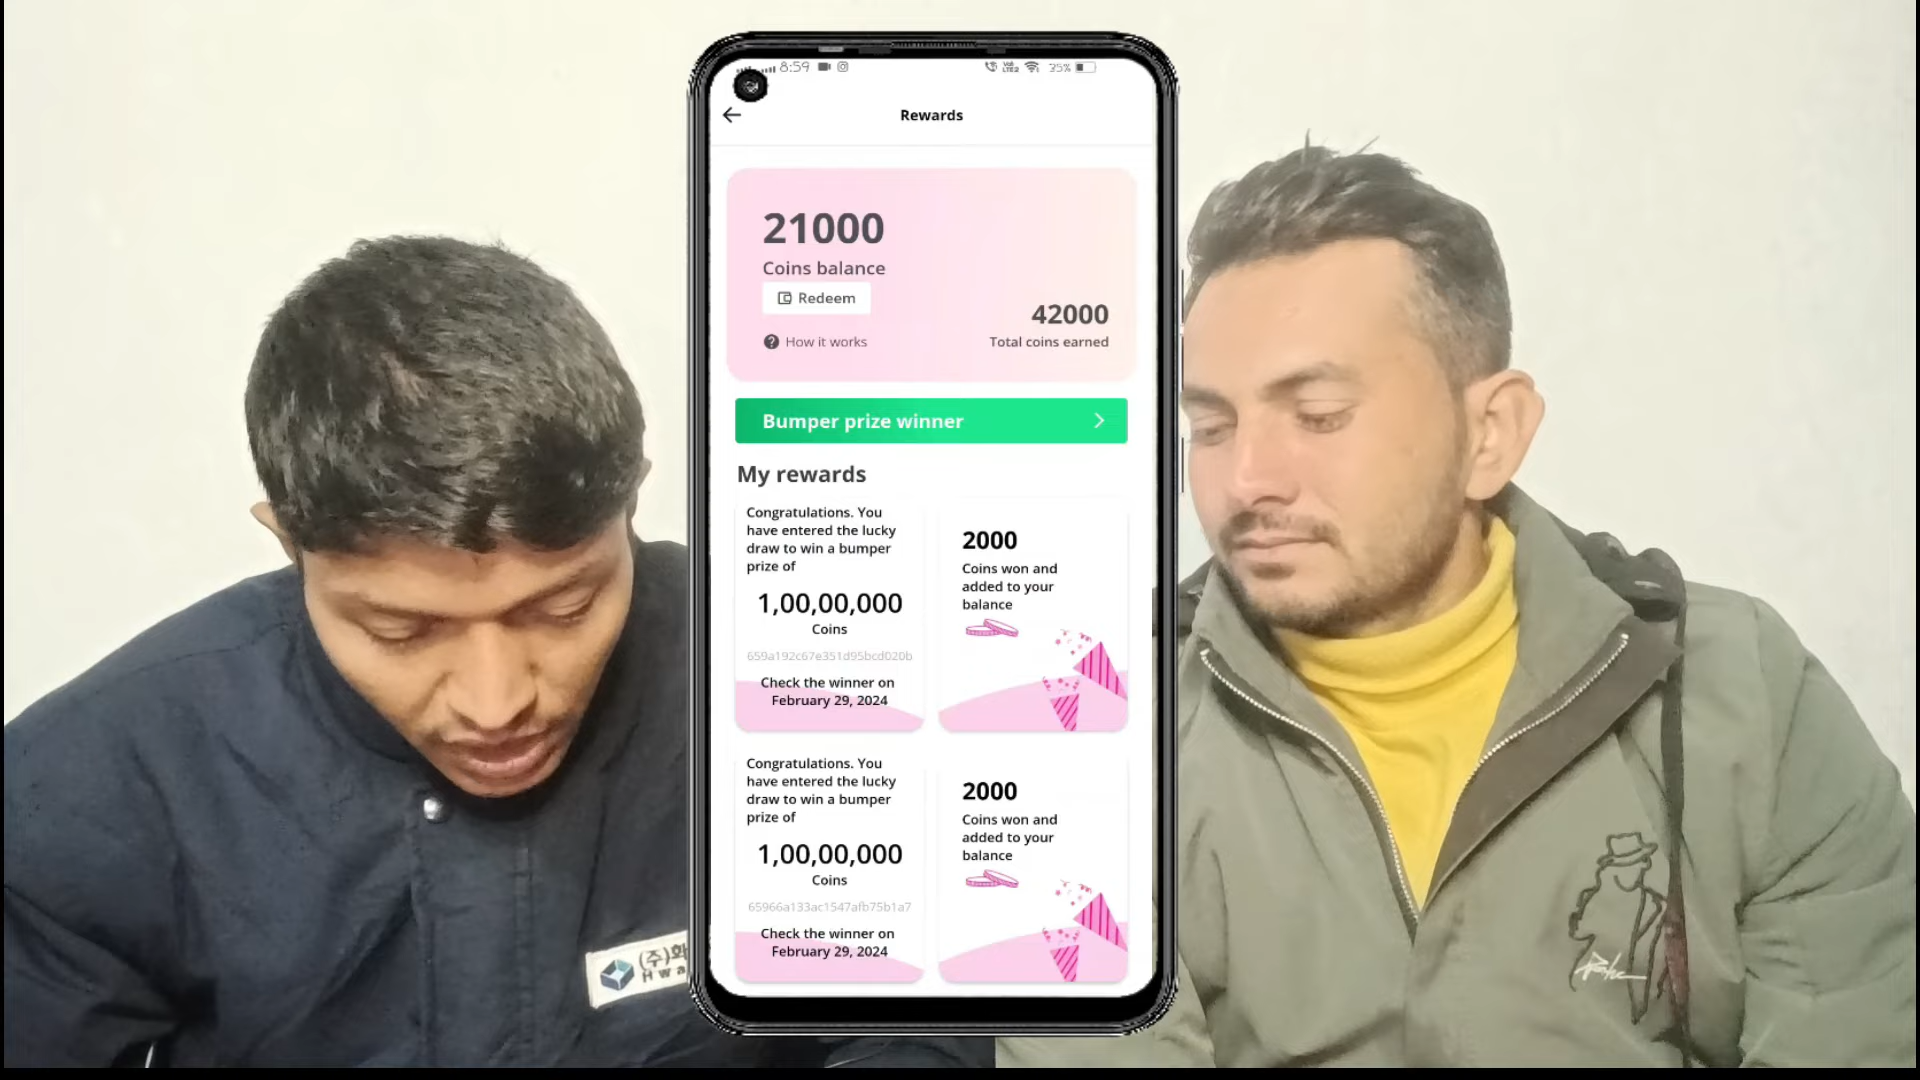 8:59
Vo)
LTE2
35%
Rewards
21000
Coins balance
Redeem
42000
How it works
Total coins earned
Bumper prize winner
My rewards
Congratulations. You
have entered the lucky
draw to win a bumper
prize of
1,00,00,000
Coins
659a192c67e351d95bcd020b
Check the winner on
February 29, 2024
2000
Coins won and
added to your
balance
Congratulations. You
have entered the lucky
draw to win a bumper
prize of
1,00,00,000
Coins
65966a133ac1547afb75b1a7
Check the winner on
February 29, 2024
2000
Coins won and
added to your
balance
(주)화
Hwa